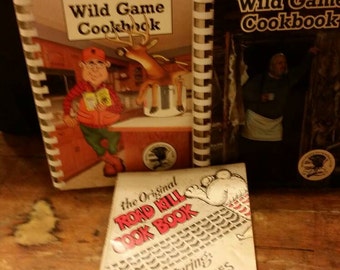 Wild Game
Cookbook
Wild Game
Cookbook
the Original
ROAD KILL
COOK BOOK